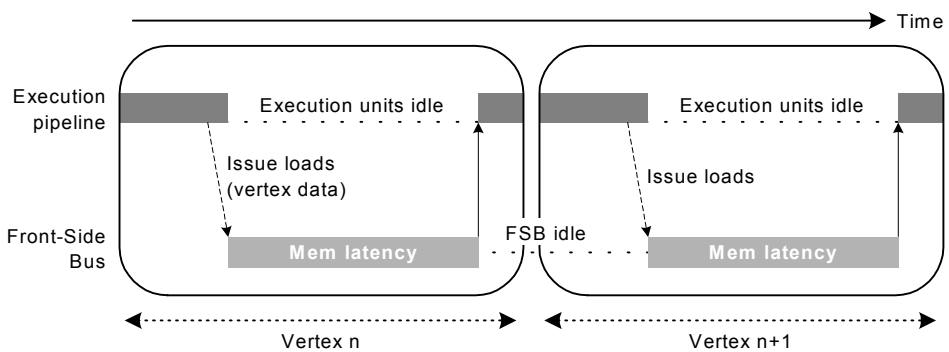 Time
Execution
pipeline
Execution units idle
Execution units idle
Issue loads
(vertex data)
Issue loads
Front-Side
Bus
Mem latency
FSB idle
Mem latency
Vertex n
Vertex n+1